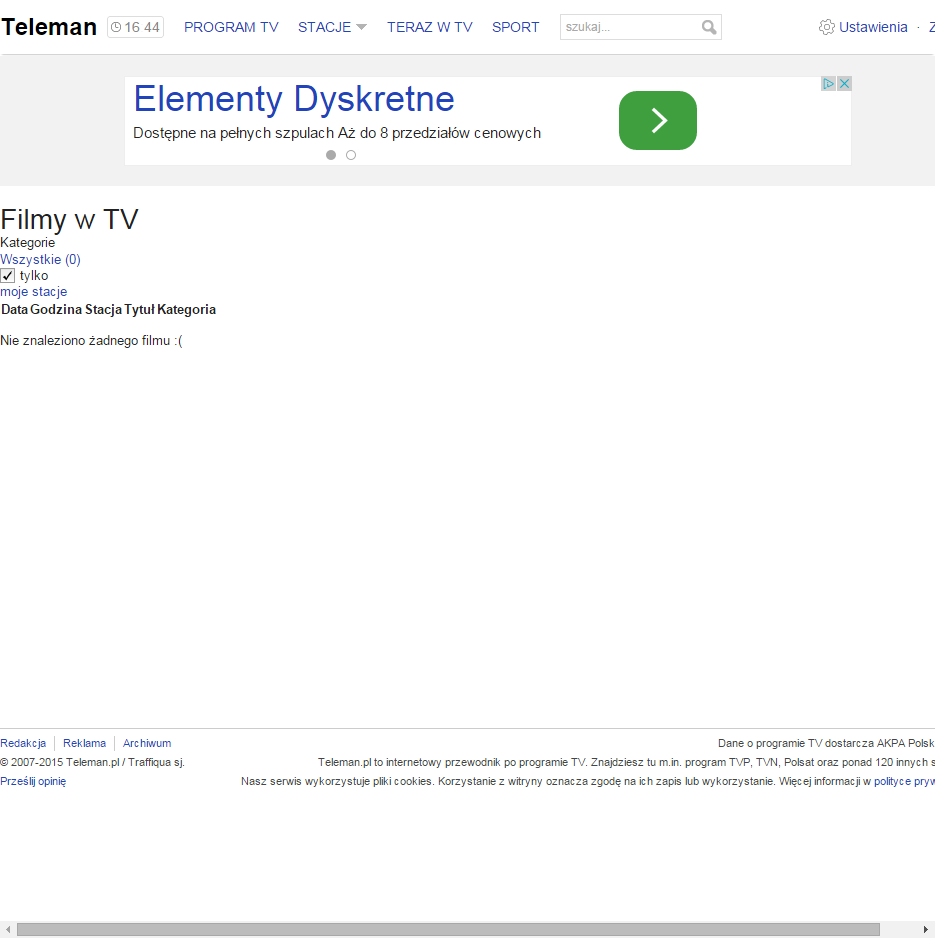 Teleman 16 44 PROGRAM TV STACJE TERAZ W TV SPORT szukaj... Ustawienia ·
Elementy Dyskretne
Dostępne na pełnych szpulach Aż do 8 przedziałów cenowych
Filmy w TV
Kategorie
Wszystkie (0)
tylko
moje stacje
Data Godzina Stacja Tytuł Kategoria
Nie znaleziono żadnego filmu :(
Redakcja Reklama Archiwum Dane o programie TV dostarcza AKPA Polsk
© 2007-2015 Teleman.pl / Traffiqua sj. Teleman.pl to internetowy przewodnik po programie TV. Znajdziesz tu m.in. program TVP, TVN, Polsat oraz ponad 120 innych s
Prześlij opinię Nasz serwis wykorzystuje pliki cookies. Korzystanie z witryny oznacza zgodę na ich zapis lub wykorzystanie. Więcej informacji w polityce pryw